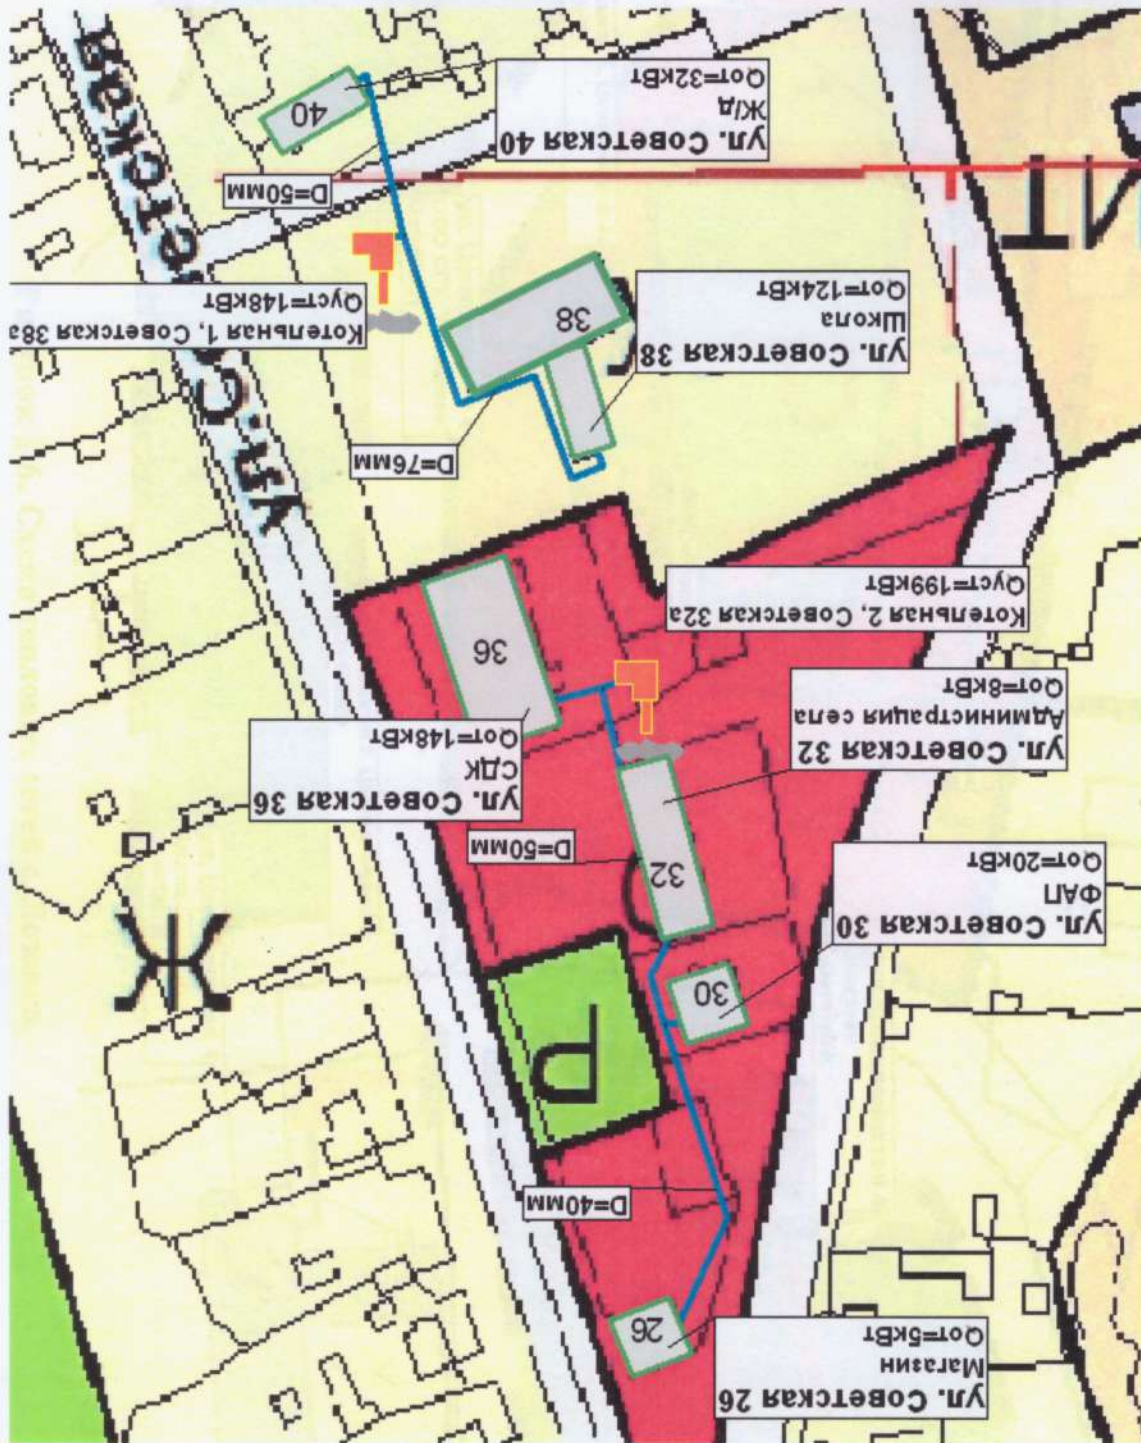 ул. Советская 26
Магазин
Qот=5кВт
26
D=40мм
Р
30
ул. Советская 30
ФАП
Qот=20кВт
Ж
32
D=50мм
ул. Советская 32
Администрация села
Qот=8кВт
ул. Советская 36
СДК
Qот=148кВт
36
Котельная 2, Советская 32а
Qуст=199кВт
D=76мм
ул. Советская 38
Школа
Qот=124кВт
38
Котельная 1, Советская 38а
Qуст=148кВт
ИТ
D=50мм
ул. Советская 40
Ж/д
Qот=32кВт
40